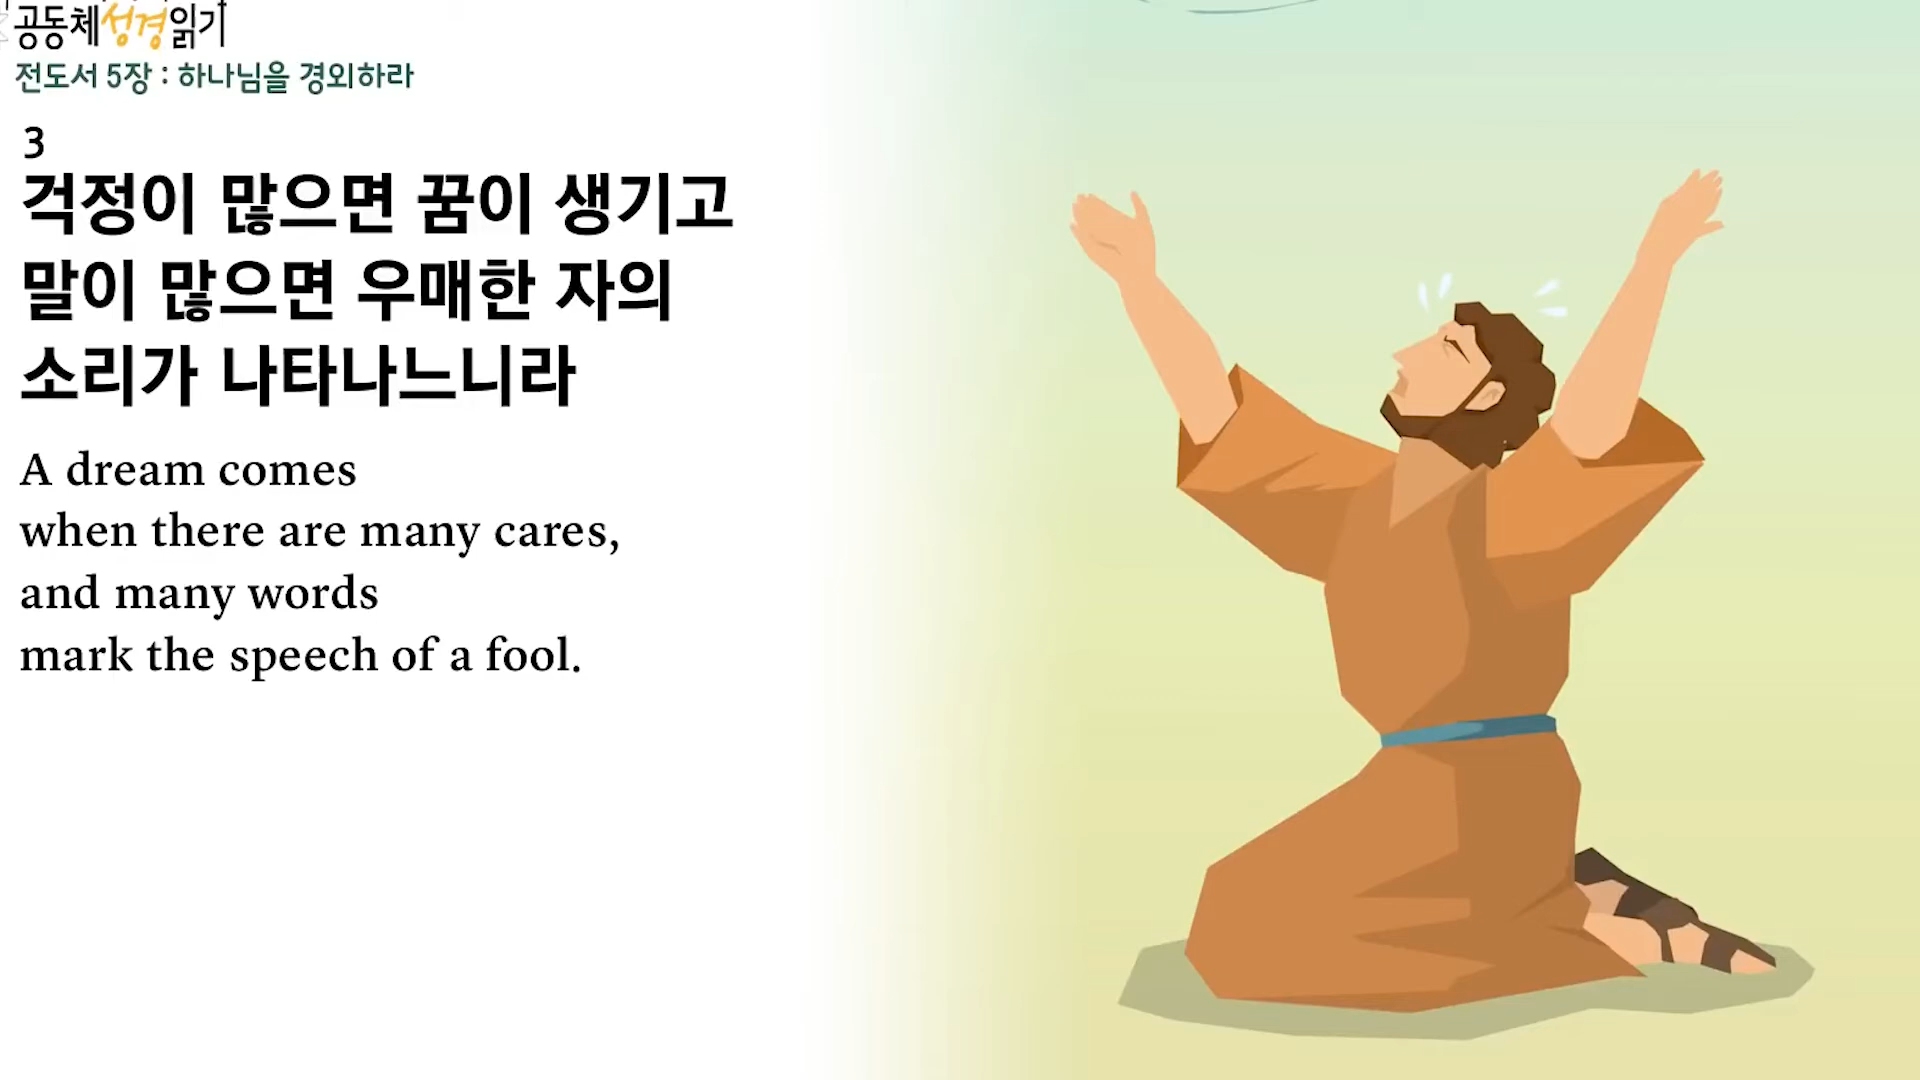 공동체성경읽기
전도서 5장 : 하나님을 경외하라
3
걱정이 많으면 꿈이 생기고
말이 많으면 우매한 자의
소리가 나타나느니라
A dream comes
when there are many cares,
and many words
mark the speech of a fool.